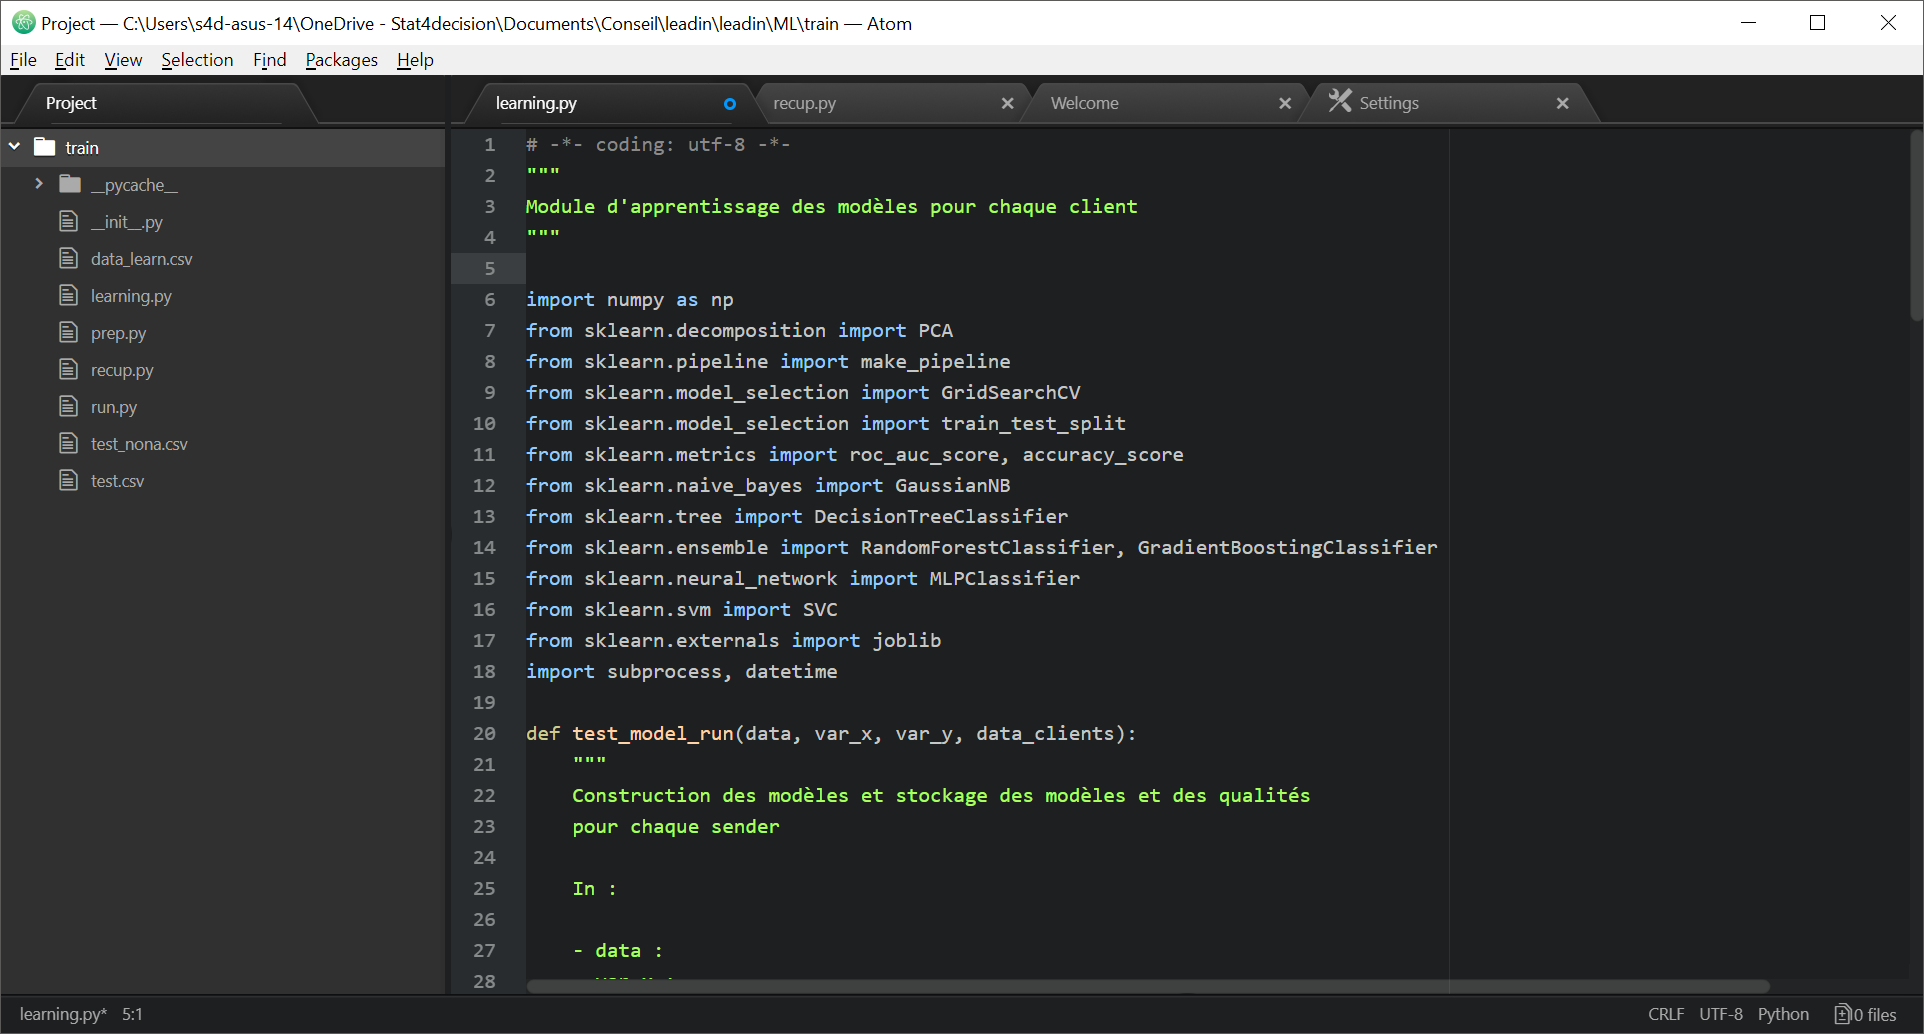 Project — C:\Users\s4d-asus-14\OneDrive - Stat4decision\Documents\Conseil\leadin\leadin\ML\train — Atom
File Edit View Selection Find Packages Help
Project
learning.py recup.py Welcome Settings
train
__pycache__
__init__.py
data_learn.csv
learning.py
prep.py
recup.py
run.py
test_nona.csv
test.csv
1 # -*- coding: utf-8 -*-
2 """
3 Module d'apprentissage des modèles pour chaque client
4 """
5
6 import numpy as np
7 from sklearn.decomposition import PCA
8 from sklearn.pipeline import make_pipeline
9 from sklearn.model_selection import GridSearchCV
10 from sklearn.model_selection import train_test_split
11 from sklearn.metrics import roc_auc_score, accuracy_score
12 from sklearn.naive_bayes import GaussianNB
13 from sklearn.tree import DecisionTreeClassifier
14 from sklearn.ensemble import RandomForestClassifier, GradientBoostingClassifier
15 from sklearn.neural_network import MLPClassifier
16 from sklearn.svm import SVC
17 from sklearn.externals import joblib
18 import subprocess, datetime
19
20 def test_model_run(data, var_x, var_y, data_clients):
21     """
22     Construction des modèles et stockage des modèles et des qualités
23     pour chaque sender
24
25     In :
26
27     - data :
28
learning.py* 5:1
CRLF UTF-8 Python 0 files